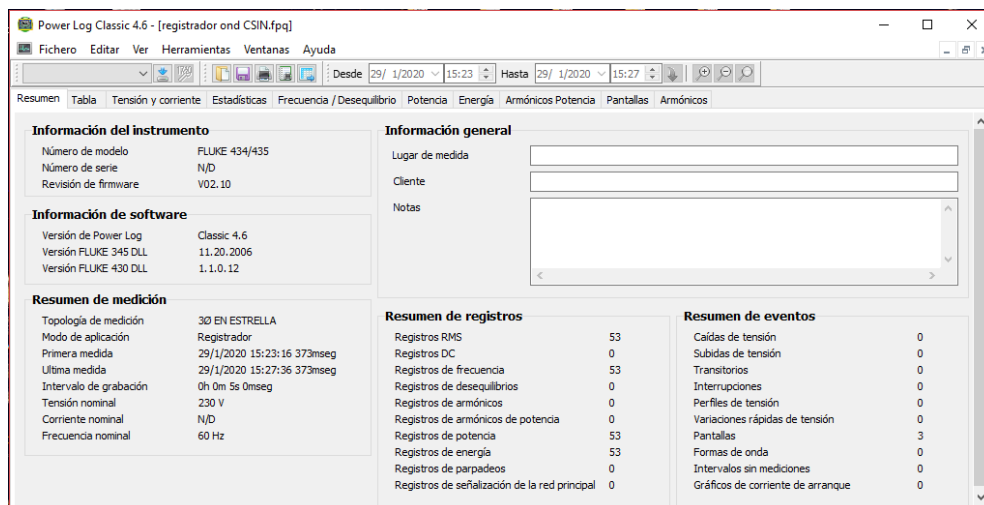 Power Log Classic 4.6 - [registrador ond CSIN.fpq]
Fichero Editar Ver Herramientas Ventanas Ayuda
Desde 29/ 1/2020 15:23 Hasta 29/ 1/2020 15:27
Resumen Tabla Tensión y corriente Estadísticas Frecuencia / Desequilibrio Potencia Energía Armónicos Potencia Pantallas Armónicos
Información del instrumento
Número de modelo FLUKE 434/435
Número de serie N/D
Revisión de firmware V02.10
Información de software
Versión de Power Log Classic 4.6
Versión FLUKE 345 DLL 11.20.2006
Versión FLUKE 430 DLL 1.1.0.12
Resumen de medición
Topología de medición 3Ø EN ESTRELLA
Modo de aplicación Registrador
Primera medida 29/1/2020 15:23:16 373mseg
Ultima medida 29/1/2020 15:27:36 373mseg
Intervalo de grabación 0h 0m 5s 0mseg
Tensión nominal 230 V
Corriente nominal N/D
Frecuencia nominal 60 Hz
Información general
Lugar de medida
Cliente
Notas
Resumen de registros
Registros RMS 53
Registros DC 0
Registros de frecuencia 53
Registros de desequilibrios 0
Registros de armónicos 0
Registros de armónicos de potencia 0
Registros de potencia 53
Registros de energía 53
Registros de parpadeos 0
Registros de señalización de la red principal 0
Resumen de eventos
Caídas de tensión 0
Subidas de tensión 0
Transitorios 0
Interrupciones 0
Perfiles de tensión 0
Variaciones rápidas de tensión 0
Pantallas 3
Formas de onda 0
Intervalos sin mediciones 0
Gráficos de corriente de arranque 0